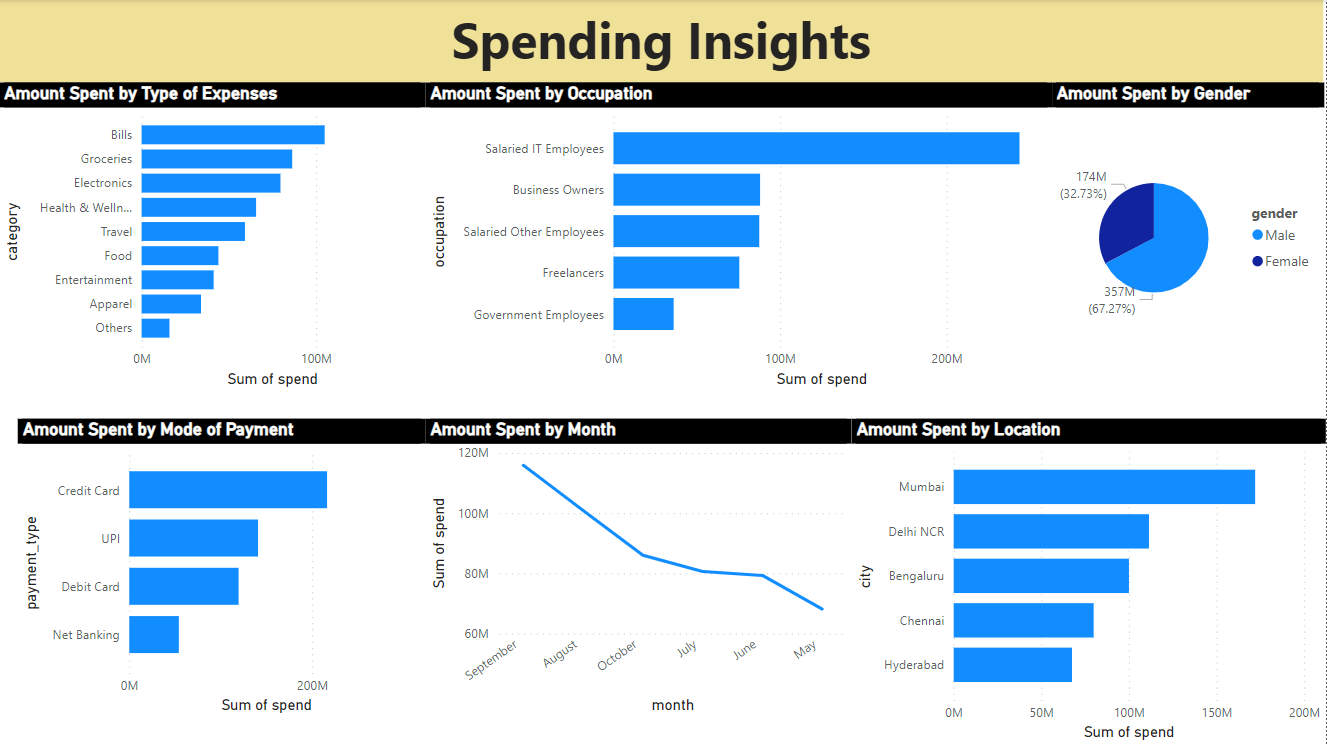 Spending Insights
Amount Spent by Type of Expenses
category
Bills
Groceries
Electronics
Health & Welln...
Travel
Food
Entertainment
Apparel
Others
0M 100M
Sum of spend
Amount Spent by Occupation
occupation
Salaried IT Employees
Business Owners
Salaried Other Employees
Freelancers
Government Employees
0M 100M 200M
Sum of spend
Amount Spent by Gender
174M
(32.73%)
357M
(67.27%)
gender
Male
Female
Amount Spent by Mode of Payment
payment_type
Credit Card
UPI
Debit Card
Net Banking
0M 200M
Sum of spend
Amount Spent by Month
Sum of spend
120M
100M
80M
60M
September August October July June May
month
Amount Spent by Location
city
Mumbai
Delhi NCR
Bengaluru
Chennai
Hyderabad
0M 50M 100M 150M 200M
Sum of spend